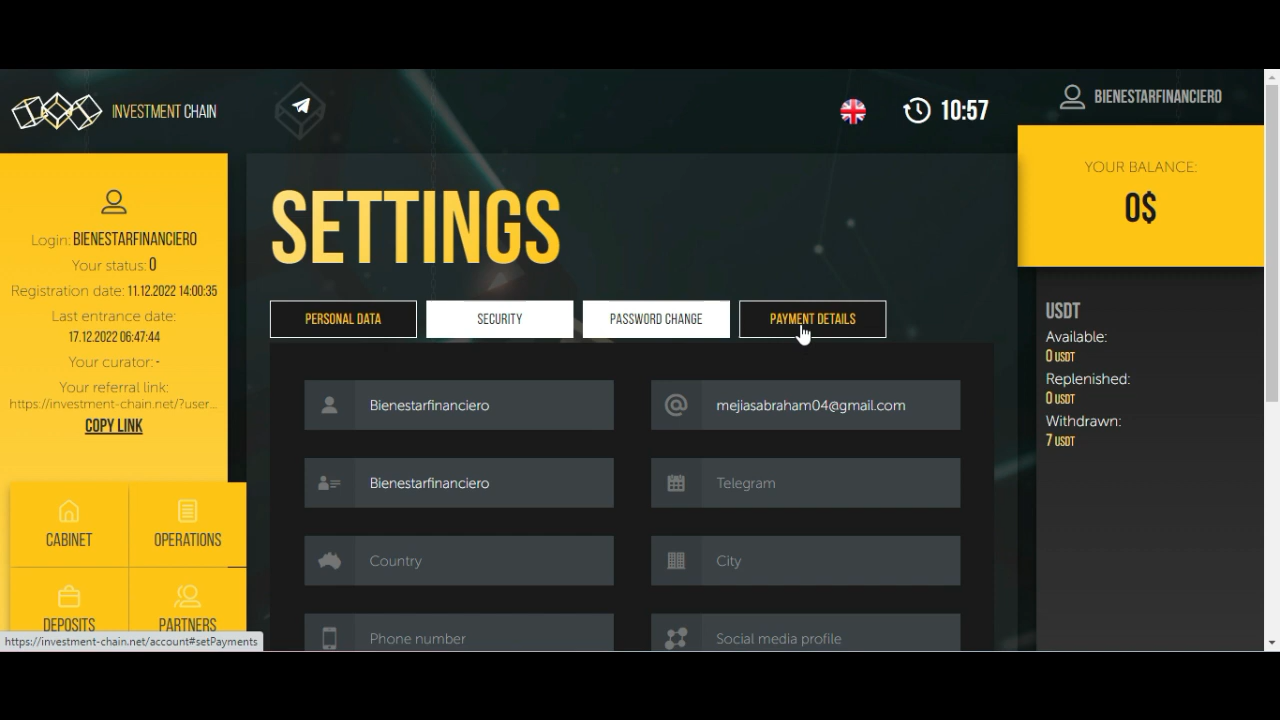 INVESTMENT CHAIN
10:57
BIENESTARFINANCIERO
YOUR BALANCE:
0$
Login: BIENESTARFINANCIERO
Your status: 0
Registration date: 11.12.2022 14:00:35
Last entrance date:
17.12.2022 06:47:44
Your curator: -
Your referral link:
https://investment-chain.net/?user...
COPY LINK
CABINET
OPERATIONS
DEPOSITS
PARTNERS
https://investment-chain.net/account#setPayments
SETTINGS
PERSONAL DATA
SECURITY
PASSWORD CHANGE
PAYMENT DETAILS
Bienestarfinanciero
mejiasabraham04@gmail.com
Bienestarfinanciero
Telegram
Country
City
Phone number
Social media profile
USDT
Available:
0 USDT
Replenished:
0 USDT
Withdrawn:
7 USDT